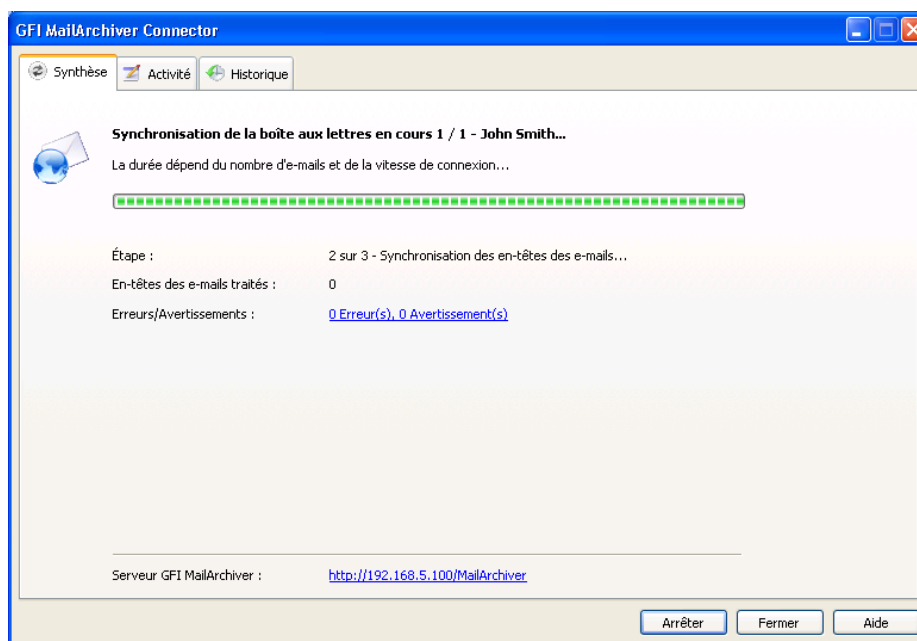 GFI MailArchiver Connector
Synthèse Activité Historique
Synchronisation de la boîte aux lettres en cours 1 / 1 - John Smith...
La durée dépend du nombre d'e-mails et de la vitesse de connexion...
Étape : 2 sur 3 - Synchronisation des en-têtes des e-mails...
En-têtes des e-mails traités : 0
Erreurs/Avertissements : 0 Erreur(s), 0 Avertissement(s)
Serveur GFI MailArchiver : http://192.168.5.100/MailArchiver
Arrêter Fermer Aide